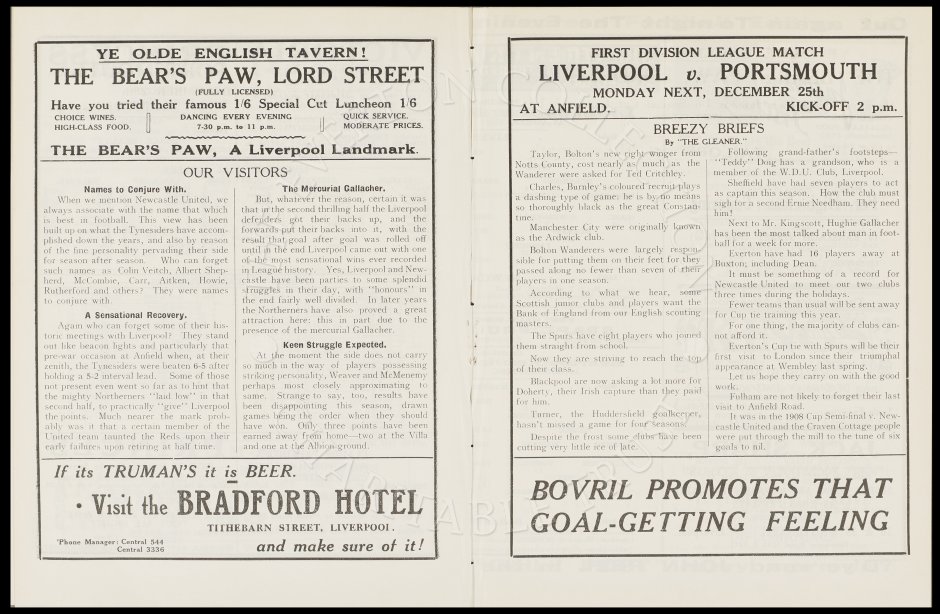 YE OLDE ENGLISH TAVERN!
THE BEAR'S PAW, LORD STREET
(FULLY LICENSED)
Have you tried their famous 1/6 Special Cut Luncheon 1/6
CHOICE WINES.
HIGH-CLASS FOOD.
DANCING EVERY EVENING
7-30 p.m. to 11 p.m.
QUICK SERVICE.
MODERATE PRICES.
THE BEAR'S PAW, A Liverpool Landmark.
OUR VISITORS
Names to Conjure With.
When we mention Newcastle United, we
always associate with the name that which
is best in football. This view has been
built up on what the Tynesiders have accom-
plished down the years, and also by reason
of the fine personality pervading their side
for season after season. Who can forget
such names as Colin Veitch, Albert Shep-
herd, McCombie, Carr, Aitken, Howie,
Rutherford and others? They were names
to conjure with.
A Sensational Recovery.
Again who can forget some of their his-
toric meetings with Liverpool? They stand
out like beacon lights and particularly that
pre-war occasion at Anfield when, at their
zenith, the Tynesiders were beaten 6-5 after
holding a 5-2 interval lead. Some of those
not present even went so far as to hint that
the mighty Northerners "laid low" in that
second half, to practically "give" Liverpool
the points. Much nearer the mark prob-
ably was it that a certain member of the
United team taunted the Reds upon their
early failures upon retiring at half time.
The Mercurial Gallacher.
But, whatever the reason, certain it was
that in the second thrilling half the Liverpool
defenders got their backs up, and the
forwards put their backs into it, with the
result that goal after goal was rolled off
until in the end Liverpool came out with one
of the most sensational wins ever recorded
in League history. Yes, Liverpool and New-
castle have been parties to some splendid
struggles in their day, with "honours" in
the end fairly well divided. In later years
the Northerners have also proved a great
attraction here: this in part due to the
presence of the mercurial Gallacher.
Keen Struggle Expected.
At the moment the side does not carry
so much in the way of players possessing
striking personality, Weaver and McMenemy
perhaps most closely approximating to
same. Strange to say, too, results have
been disappointing this season, drawn
games being the order when they should
have won. Only three points have been
earned away from home—two at the Villa
and one at the Albion ground.
If its TRUMAN'S it is BEER.
· Visit the BRADFORD HOTEL
TITHEBARN STREET, LIVERPOOL.
'Phone Manager: Central 544
Central 3336
and make sure of it!
FIRST DIVISION LEAGUE MATCH
LIVERPOOL v. PORTSMOUTH
MONDAY NEXT, DECEMBER 25th
AT ANFIELD.
KICK-OFF 2 p.m.
BREEZY BRIEFS
By "THE GLEANER."
Taylor, Bolton's new right winger from
Notts County, cost nearly as much as the
Wanderer were asked for Ted Critchley.
Charles, Burnley's coloured recruit plays
a dashing type of game: he is by no means
so thoroughly black as the great Constan-
tine.
Manchester City were originally known
as the Ardwick club.
Bolton Wanderers were largely respon-
sible for putting them on their feet for they
passed along no fewer than seven of their
players in one season.
According to what we hear, some
Scottish junior clubs and players want the
Bank of England from our English scouting
masters.
The Spurs have eight players who joined
them straight from school.
Now they are striving to reach the top
of their class.
Blackpool are now asking a lot more for
Doherty, their Irish capture than they paid
for him.
Turner, the Huddersfield goalkeeper,
hasn't missed a game for four seasons.
Despite the frost some clubs have been
cutting very little ice of late.
Following grand-father's footsteps—
"Teddy" Doig has a grandson, who is a
member of the W.D.U. Club, Liverpool.
Sheffield have had seven players to act
as captain this season. How the club must
sigh for a second Ernie Needham. They need
him!
Next to Mr. Kingscott, Hughie Gallacher
has been the most talked about man in foot-
ball for a week or more.
Everton have had 16 players away at
Buxton, including Dean.
It must be something of a record for
Newcastle United to meet our two clubs
three times during the holidays.
Fewer teams than usual will be sent away
for Cup tie training this year.
For one thing, the majority of clubs can-
not afford it.
Everton's Cup tie with Spurs will be their
first visit to London since their triumphal
appearance at Wembley last spring.
Let us hope they carry on with the good
work.
Fulham are not likely to forget their last
visit to Anfield Road.
It was in the 1908 Cup Semi-final v. New-
castle United and the Craven Cottage people
were put through the mill to the tune of six
goals to nil.
BOVRIL PROMOTES THAT
GOAL-GETTING FEELING